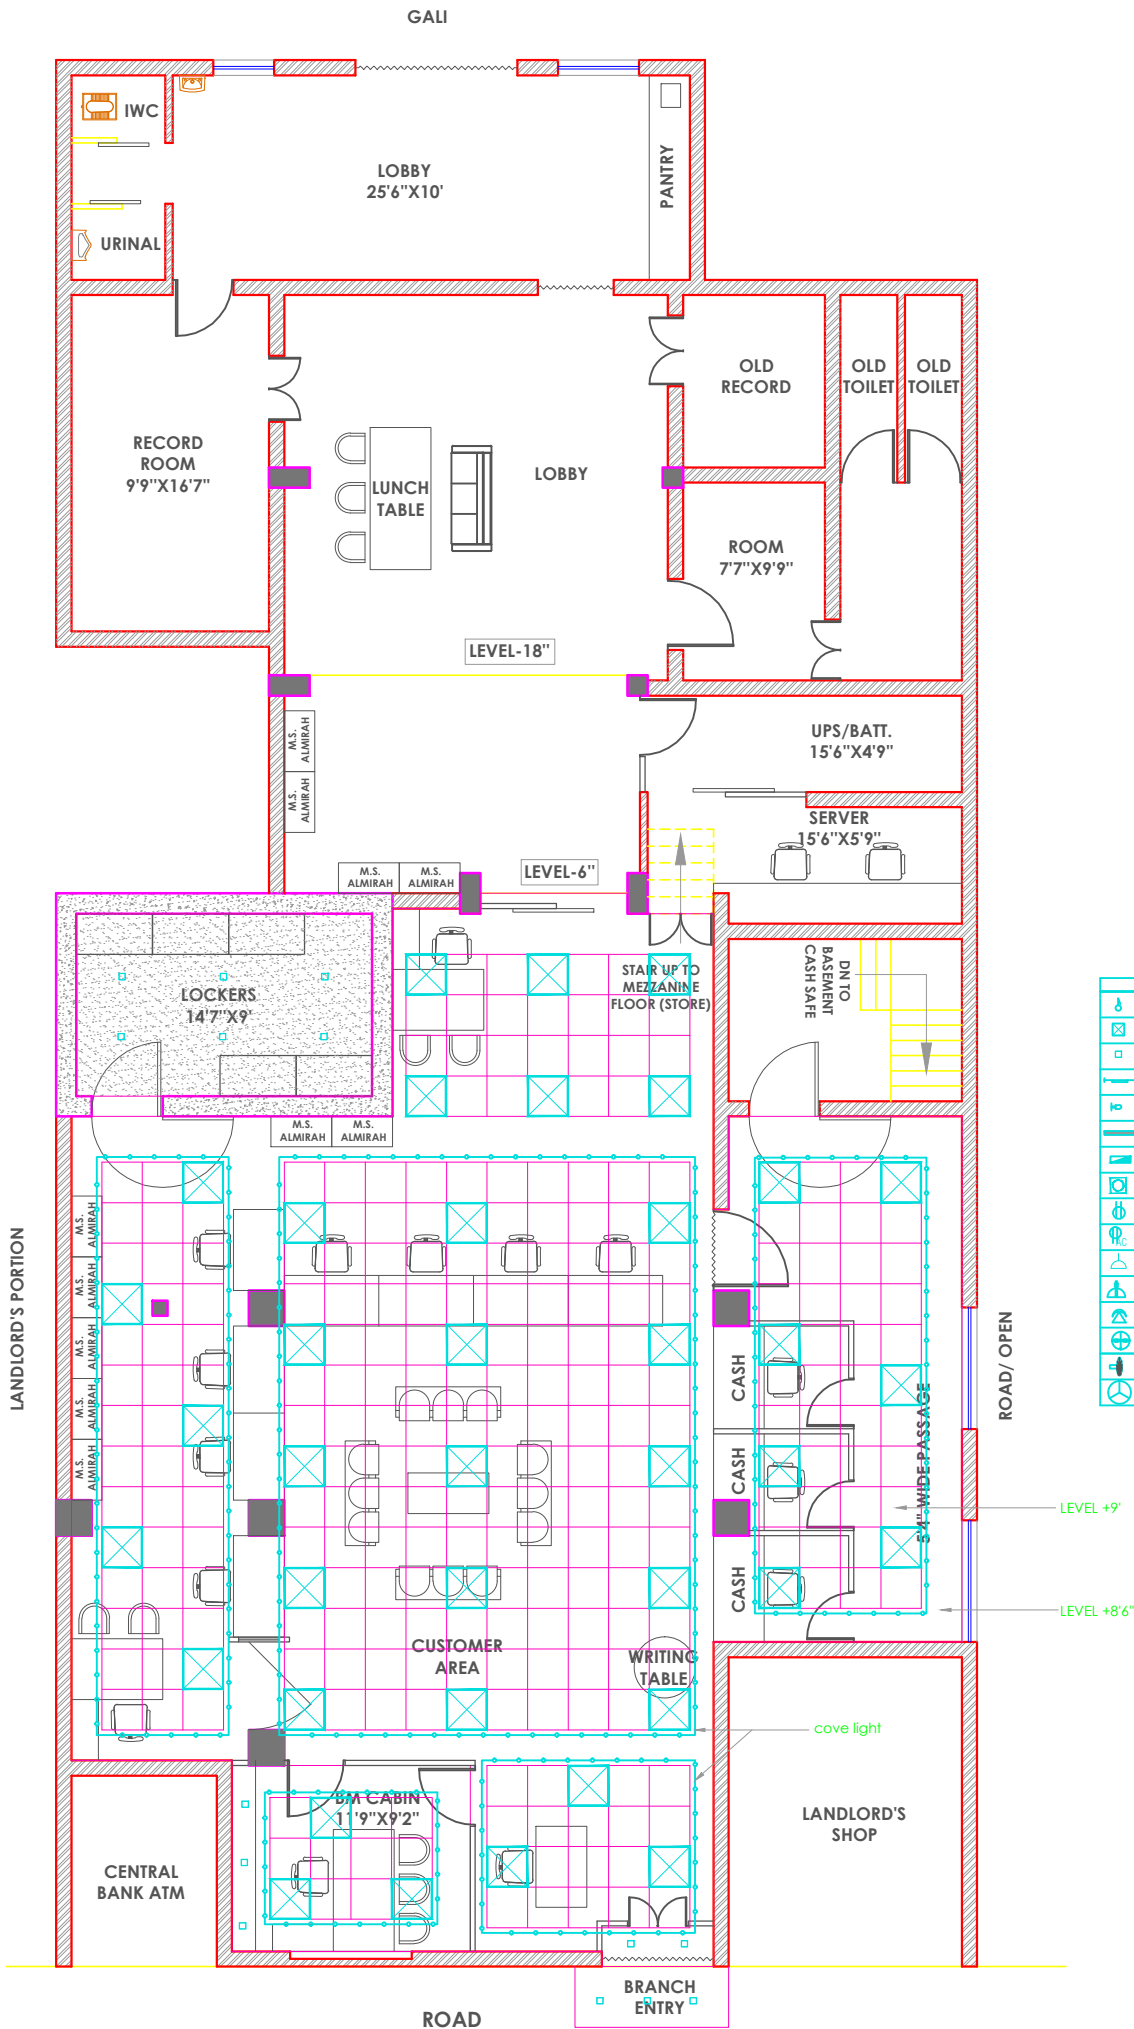 GALI
IWC
LOBBY
25'6"X10'
PANTRY
URINAL
OLD
RECORD
OLD
TOILET
OLD
TOILET
RECORD
ROOM
9'9"X16'7"
LUNCH
TABLE
LOBBY
ROOM
7'7"X9'9"
LEVEL-18"
M.S.
ALMIRAH
M.S.
ALMIRAH
UPS/BATT.
15'6"X4'9"
SERVER
15'6"X5'9"
M.S.
ALMIRAH
M.S.
ALMIRAH
LEVEL-6"
LOCKERS
14'7"X9'
STAIR UP TO
MEZZANINE
FLOOR (STORE)
DN TO
BASEMENT
CASH SAFE
M.S.
ALMIRAH
M.S.
ALMIRAH
LANDLORD'S PORTION
M.S.
ALMIRAH
M.S.
ALMIRAH
M.S.
ALMIRAH
M.S.
ALMIRAH
M.S.
ALMIRAH
CASH
CASH
CASH
5'4" WIDE PASSAGE
ROAD/ OPEN
AC
LEVEL +9'
LEVEL +8'6"
CUSTOMER
AREA
WRITING
TABLE
cove light
BM CABIN
11'9"X9'2"
LANDLORD'S
SHOP
CENTRAL
BANK ATM
BRANCH
ENTRY
ROAD